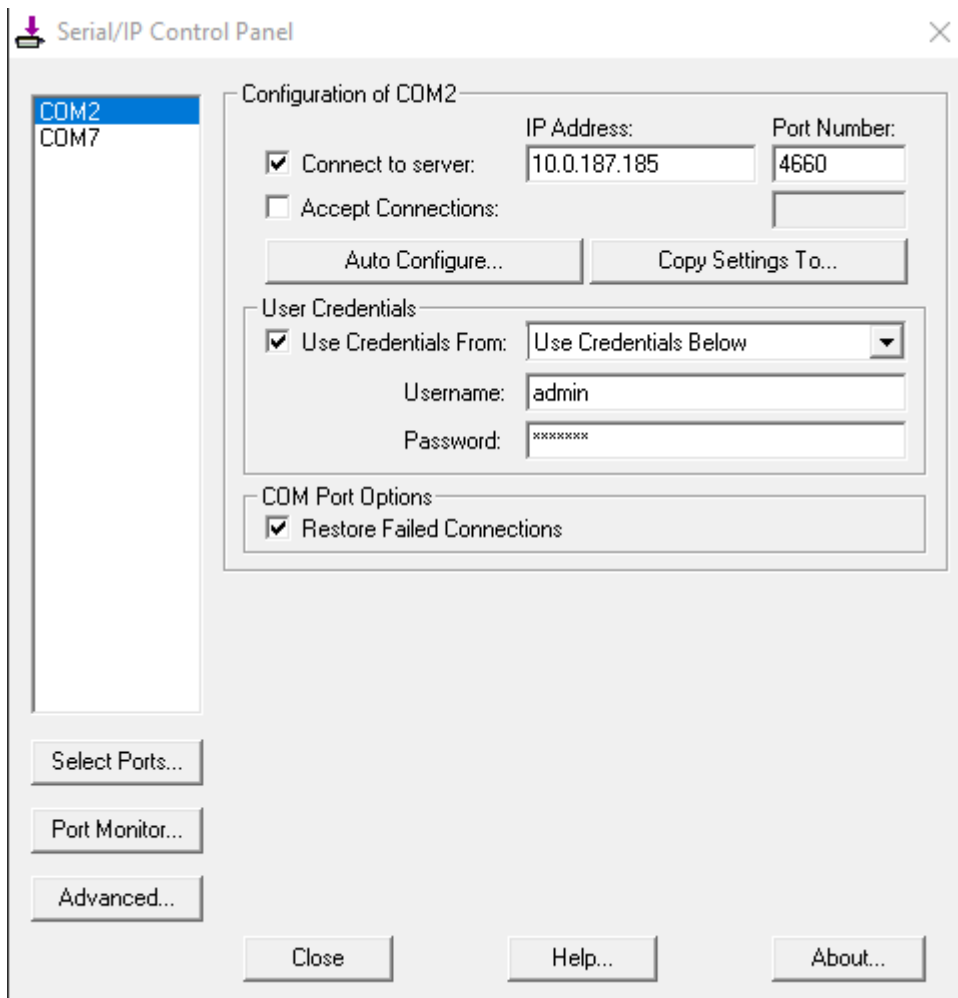 Serial/IP Control Panel
COM2
COM7
Configuration of COM2
IP Address: Port Number:
Connect to server: 10.0.187.185 4660
Accept Connections:
Auto Configure... Copy Settings To...
User Credentials
Use Credentials From: Use Credentials Below
Username: admin
Password: *******
COM Port Options
Restore Failed Connections
Select Ports...
Port Monitor...
Advanced...
Close Help... About...